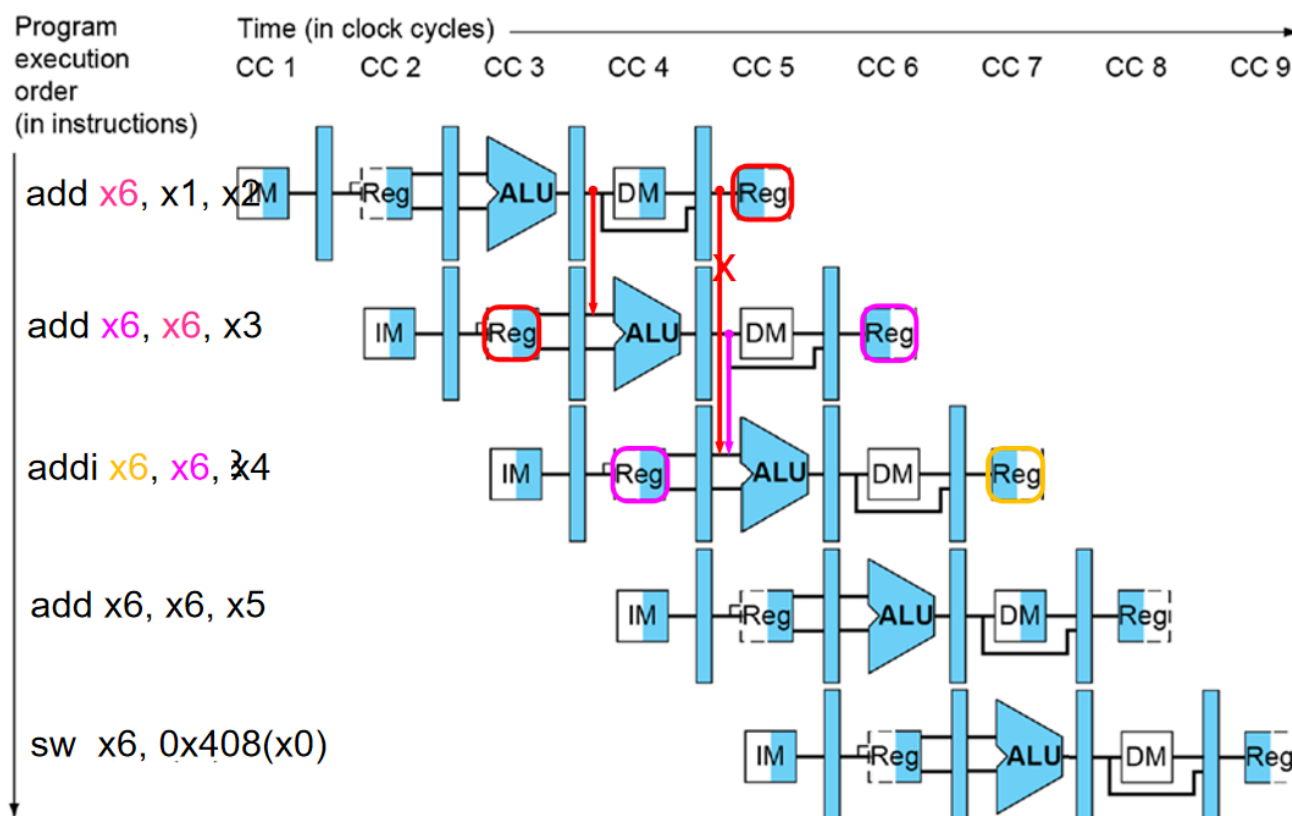 Program
execution
order
(in instructions)
Time (in clock cycles)
CC 1 CC 2 CC 3 CC 4 CC 5 CC 6 CC 7 CC 8 CC 9
add x6, x1, x2
IM Reg ALU DM Reg
X
add x6, x6, x3
IM Reg ALU DM Reg
addi x6, x6, x4
IM Reg ALU DM Reg
add x6, x6, x5
IM Reg ALU DM Reg
sw x6, 0x408(x0)
IM Reg ALU DM Reg